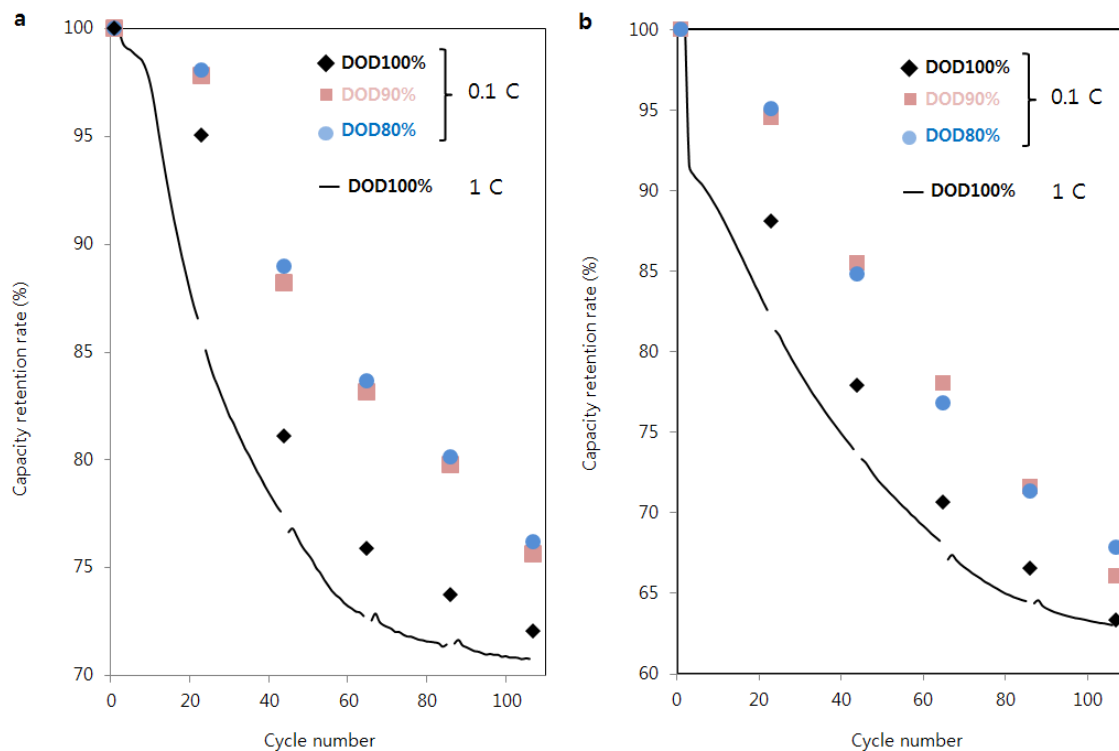 a
100
95
90
85
80
75
70
0
20
40
60
80
100
Capacity retention rate (%)
Cycle number
DOD100%
DOD90%
DOD80%
0.1 C
DOD100% 1 C
b
100
95
90
85
80
75
70
65
60
0
20
40
60
80
100
Capacity retention rate (%)
Cycle number
DOD100%
DOD90%
DOD80%
0.1 C
DOD100% 1 C